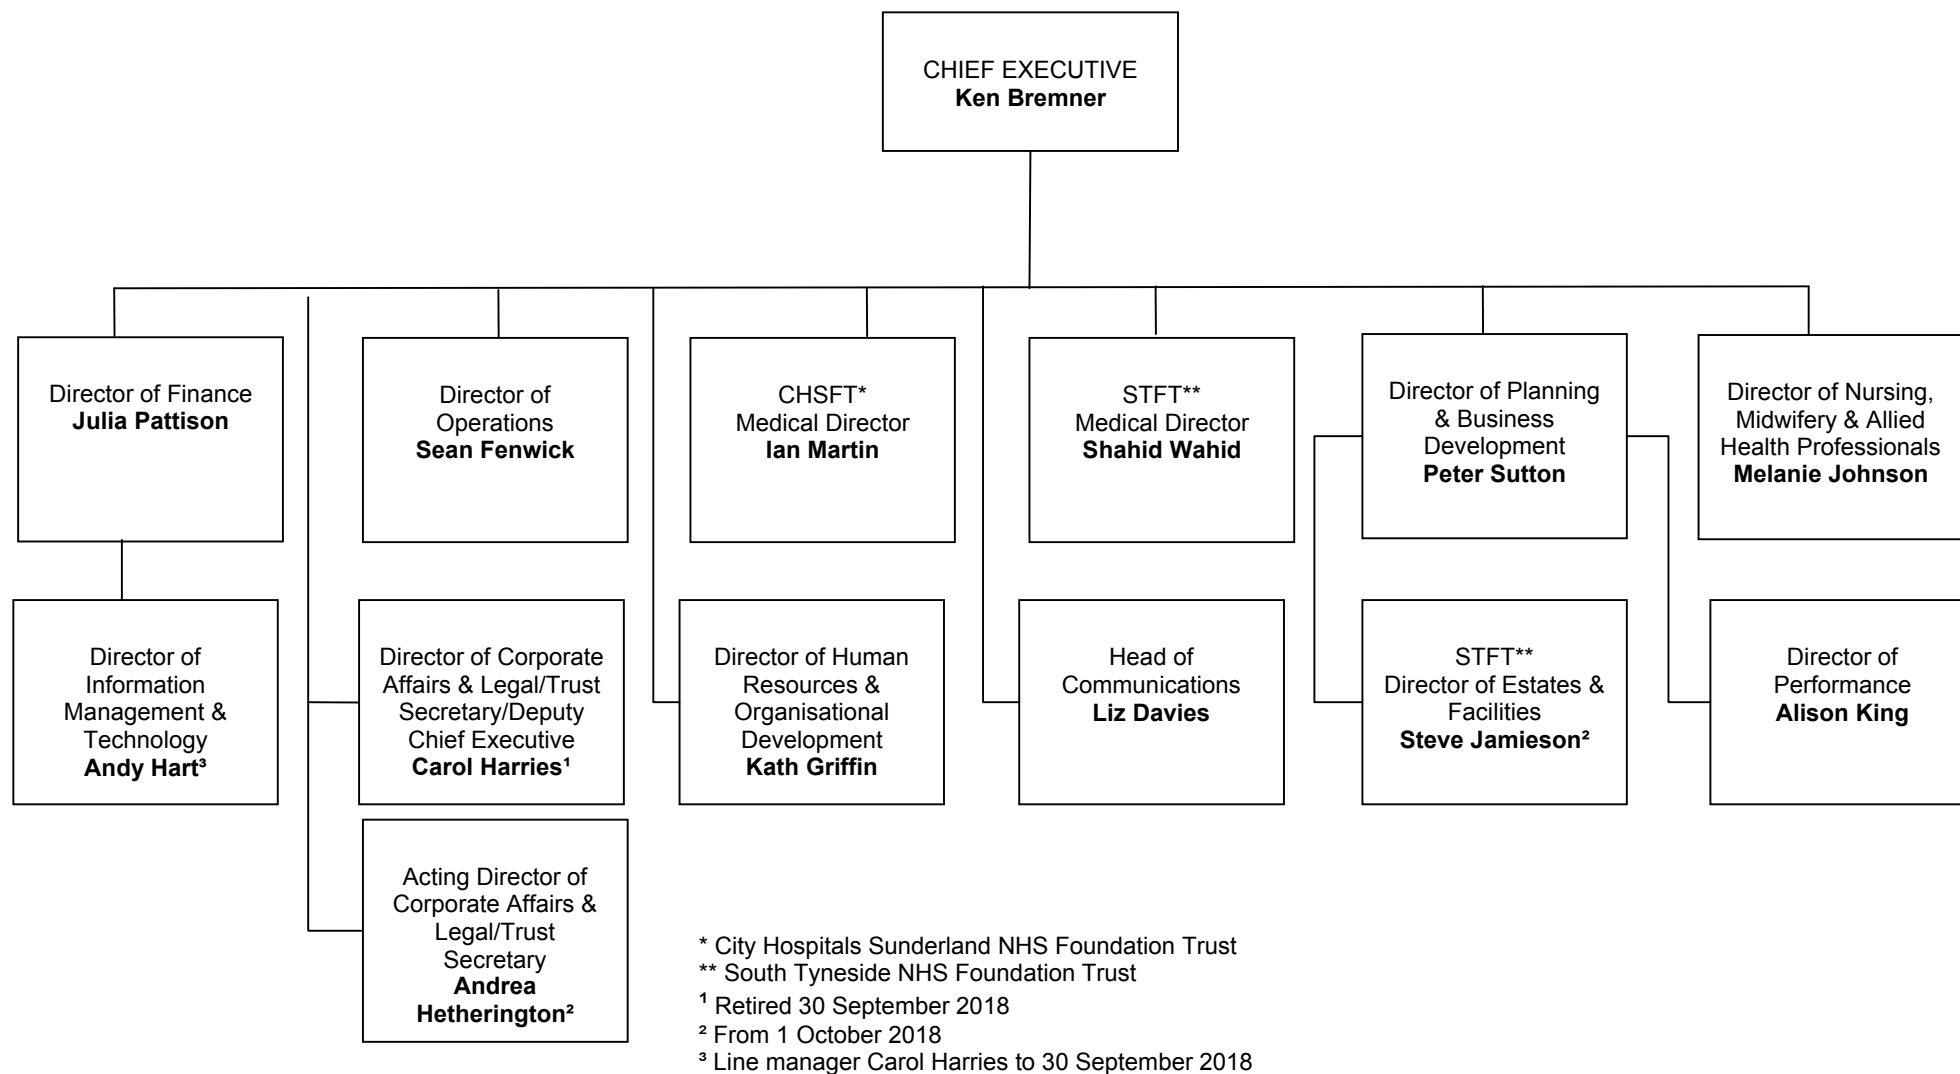 CHIEF EXECUTIVE
Ken Bremner
Director of Finance
Julia Pattison
Director of
Operations
Sean Fenwick
CHSFT*
Medical Director
Ian Martin
STFT**
Medical Director
Shahid Wahid
Director of Planning
& Business
Development
Peter Sutton
Director of Nursing,
Midwifery & Allied
Health Professionals
Melanie Johnson
Director of
Information
Management &
Technology
Andy Hart³
Director of Corporate
Affairs & Legal/Trust
Secretary/Deputy
Chief Executive
Carol Harries¹
Director of Human
Resources &
Organisational
Development
Kath Griffin
Head of
Communications
Liz Davies
STFT**
Director of Estates &
Facilities
Steve Jamieson²
Director of
Performance
Alison King
Acting Director of
Corporate Affairs &
Legal/Trust
Secretary
Andrea
Hetherington²
* City Hospitals Sunderland NHS Foundation Trust
** South Tyneside NHS Foundation Trust
¹ Retired 30 September 2018
² From 1 October 2018
³ Line manager Carol Harries to 30 September 2018